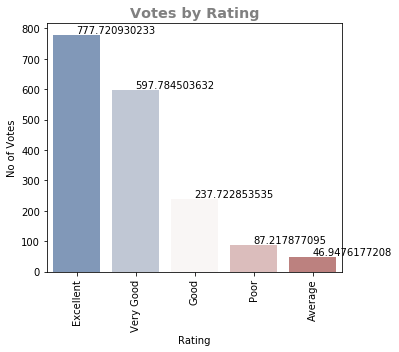 Votes by Rating
800
700
600
500
400
300
200
100
0
No of Votes
777.720930233
597.784503632
237.722853535
87.217877095
46.9476177208
Excellent
Very Good
Good
Poor
Average
Rating